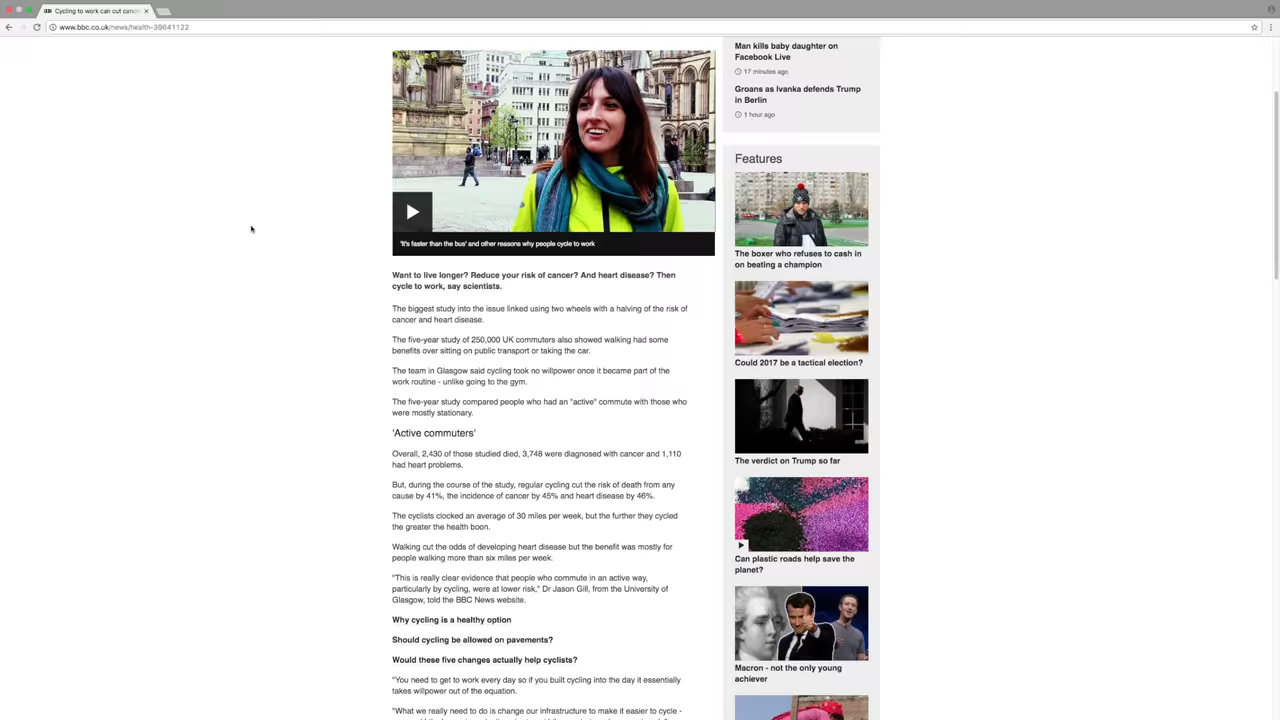 Cycling to work can cut cance
www.bbc.co.uk/news/health-39641122
'It's faster than the bus' and other reasons why people cycle to work
Want to live longer? Reduce your risk of cancer? And heart disease? Then
cycle to work, say scientists.
The biggest study into the issue linked using two wheels with a halving of the risk of
cancer and heart disease.
The five-year study of 250,000 UK commuters also showed walking had some
benefits over sitting on public transport or taking the car.
The team in Glasgow said cycling took no willpower once it became part of the
work routine - unlike going to the gym.
The five-year study compared people who had an "active" commute with those who
were mostly stationary.
'Active commuters'
Overall, 2,430 of those studied died, 3,748 were diagnosed with cancer and 1,110
had heart problems.
But, during the course of the study, regular cycling cut the risk of death from any
cause by 41%, the incidence of cancer by 45% and heart disease by 46%.
The cyclists clocked an average of 30 miles per week, but the further they cycled
the greater the health boon.
Walking cut the odds of developing heart disease but the benefit was mostly for
people walking more than six miles per week.
"This is really clear evidence that people who commute in an active way,
particularly by cycling, were at lower risk," Dr Jason Gill, from the University of
Glasgow, told the BBC News website.
Why cycling is a healthy option
Should cycling be allowed on pavements?
Would these five changes actually help cyclists?
"You need to get to work every day so if you built cycling into the day it essentially
takes willpower out of the equation.
"What we really need to do is change our infrastructure to make it easier to cycle -
Man kills baby daughter on
Facebook Live
17 minutes ago
Groans as Ivanka defends Trump
in Berlin
1 hour ago
Features
The boxer who refuses to cash in
on beating a champion
Could 2017 be a tactical election?
The verdict on Trump so far
Can plastic roads help save the
planet?
Macron - not the only young
achiever